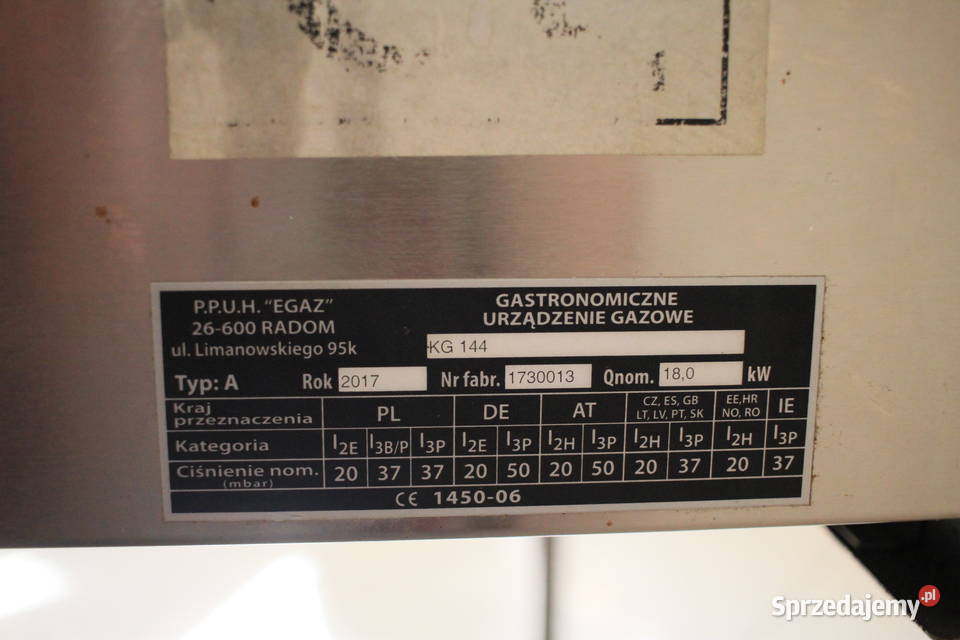 P.P.U.H. "EGAZ"
26-600 RADOM
ul. Limanowskiego 95k
GASTRONOMICZNE
URZĄDZENIE GAZOWE
KG 144
Typ: A Rok 2017 Nr fabr. 1730013 Qnom. 18,0 kW
Kraj przeznaczenia PL DE AT CZ, ES, GB LT, LV, PT, SK EE,HR NO, RO IE
Kategoria I2E I3B/P I3P I2E I3P I2H I3P I2H I3P I2H I3P
Ciśnienie nom. (mbar) 20 37 37 20 50 20 50 20 37 20 37
CE 1450-06
Sprzedajemy.pl